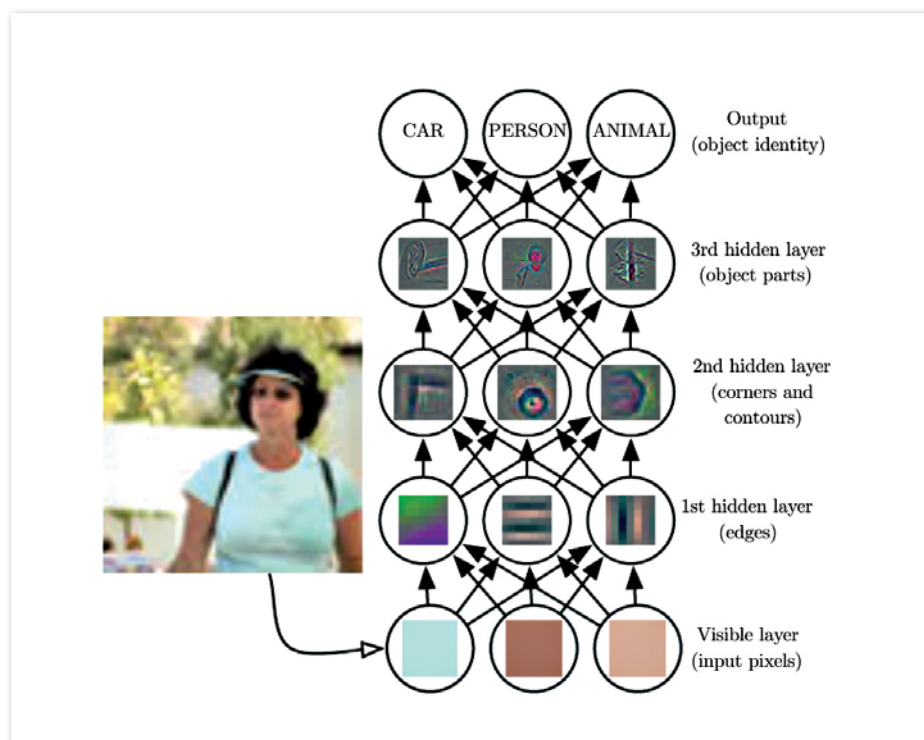 CAR PERSON ANIMAL
Output
(object identity)
3rd hidden layer
(object parts)
2nd hidden layer
(corners and
contours)
1st hidden layer
(edges)
Visible layer
(input pixels)